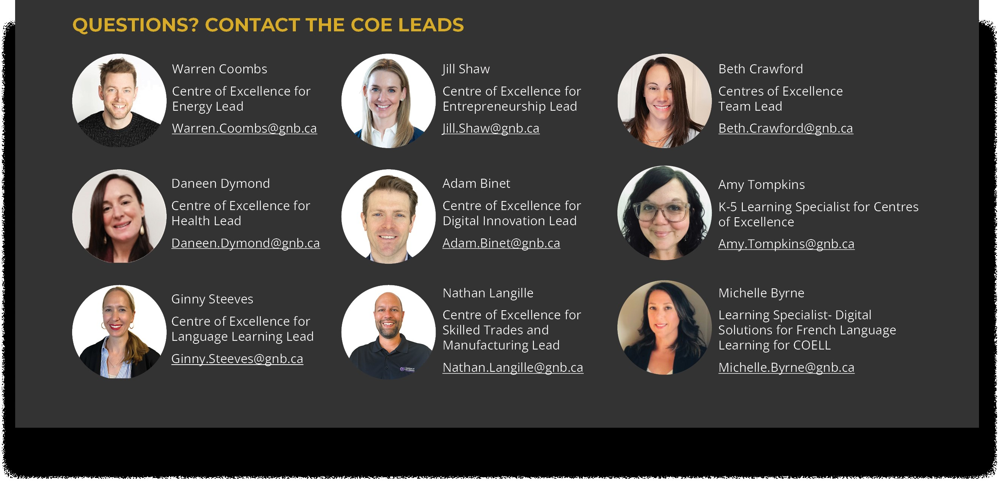 QUESTIONS? CONTACT THE COE LEADS
Warren Coombs
Centre of Excellence for
Energy Lead
Warren.Coombs@gnb.ca
Jill Shaw
Centre of Excellence for
Entrepreneurship Lead
Jill.Shaw@gnb.ca
Beth Crawford
Centres of Excellence
Team Lead
Beth.Crawford@gnb.ca
Daneen Dymond
Centre of Excellence for
Health Lead
Daneen.Dymond@gnb.ca
Adam Binet
Centre of Excellence for
Digital Innovation Lead
Adam.Binet@gnb.ca
Amy Tompkins
K-5 Learning Specialist for Centres
of Excellence
Amy.Tompkins@gnb.ca
Ginny Steeves
Centre of Excellence for
Language Learning Lead
Ginny.Steeves@gnb.ca
Nathan Langille
Centre of Excellence for
Skilled Trades and
Manufacturing Lead
Nathan.Langille@gnb.ca
Centres of
Excellence
Michelle Byrne
Learning Specialist- Digital
Solutions for French Language
Learning for COELL
Michelle.Byrne@gnb.ca